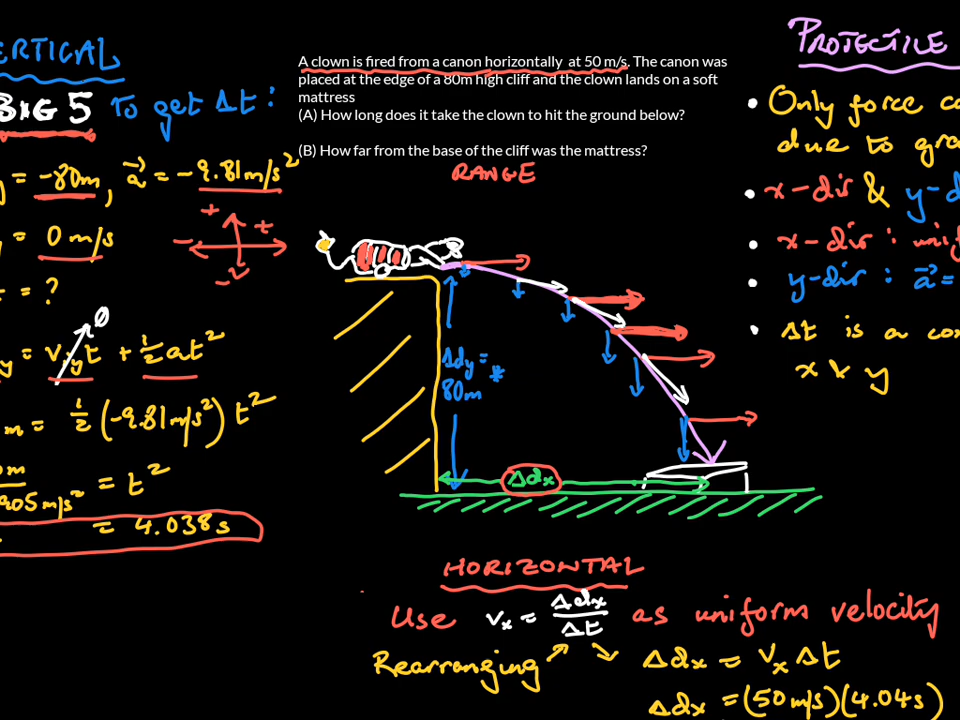 ERTICAL
BIG 5 To get Δt:
= -80m, a⃗ = -9.81m/s²
= 0 m/s
= ?
0
= v t + ½at²
m = ½ (-9.81m/s²) t²
= t²
905 m/s²
= 4.038s
+
+
-
-
A clown is fired from a canon horizontally at 50 m/s. The canon was
placed at the edge of a 80m high cliff and the clown lands on a soft
mattress
(A) How long does it take the clown to hit the ground below?
(B) How far from the base of the cliff was the mattress?
RANGE
Δdy =
80m
*
Δdx
HORIZONTAL
Use vx = Δdx/Δt as uniform velocity
Rearranging Δdx = vx Δt
Δdx = (50m/s)(4.04s)
PROJECTILE
• Only force
due to
• x-dir & y-d
• x-dir : uni
• y-dir : a⃗ =
• Δt is a co
x & y